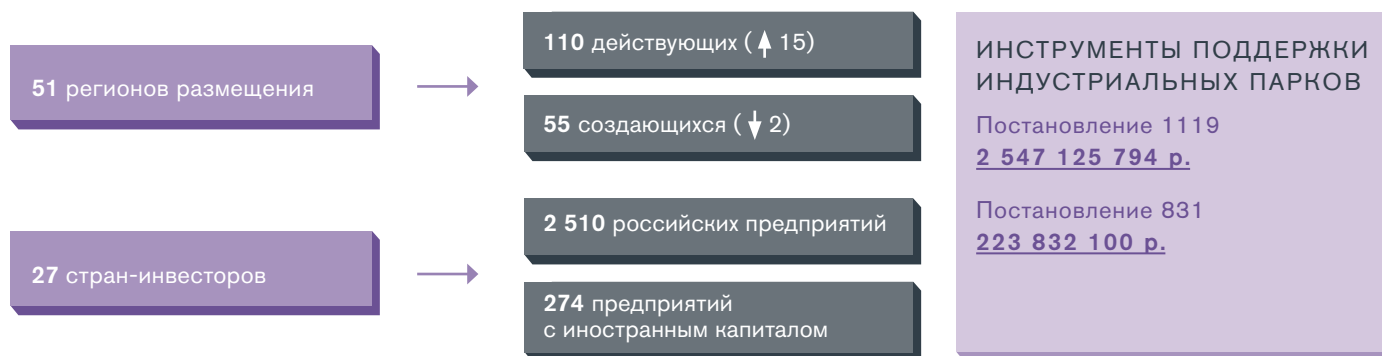 51 регионов размещения
110 действующих ( 15)
55 создающихся ( 2)
27 стран-инвесторов
2 510 российских предприятий
274 предприятий
с иностранным капиталом
ИНСТРУМЕНТЫ ПОДДЕРЖКИ
ИНДУСТРИАЛЬНЫХ ПАРКОВ
Постановление 1119
2 547 125 794 р.
Постановление 831
223 832 100 р.